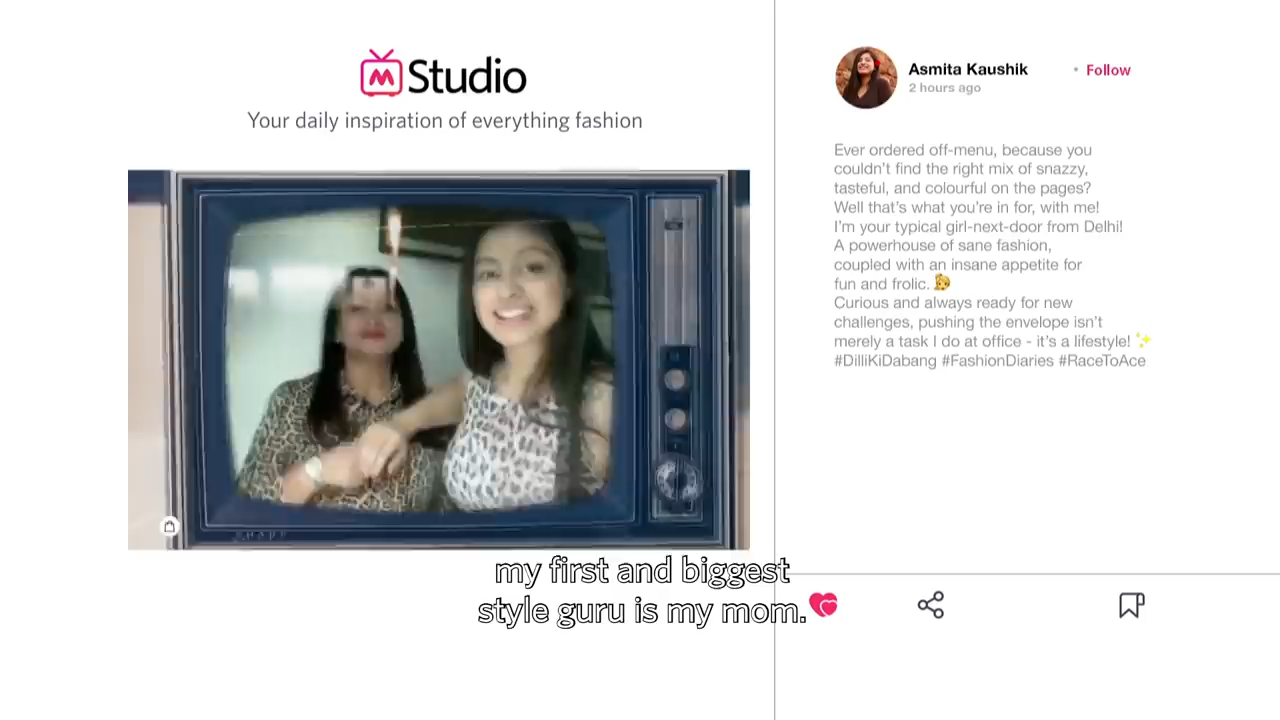 Studio
Your daily inspiration of everything fashion
Asmita Kaushik
• Follow
2 hours ago
Ever ordered off-menu, because you
couldn't find the right mix of snazzy,
tasteful, and colourful on the pages?
Well that's what you're in for, with me!
I'm your typical girl-next-door from Delhi!
A powerhouse of sane fashion,
coupled with an insane appetite for
fun and frolic.
Curious and always ready for new
challenges, pushing the envelope isn't
merely a task I do at office - it's a lifestyle!
#DilliKiDabang #FashionDiaries #RaceToAce
my first and biggest
style guru is my mom.